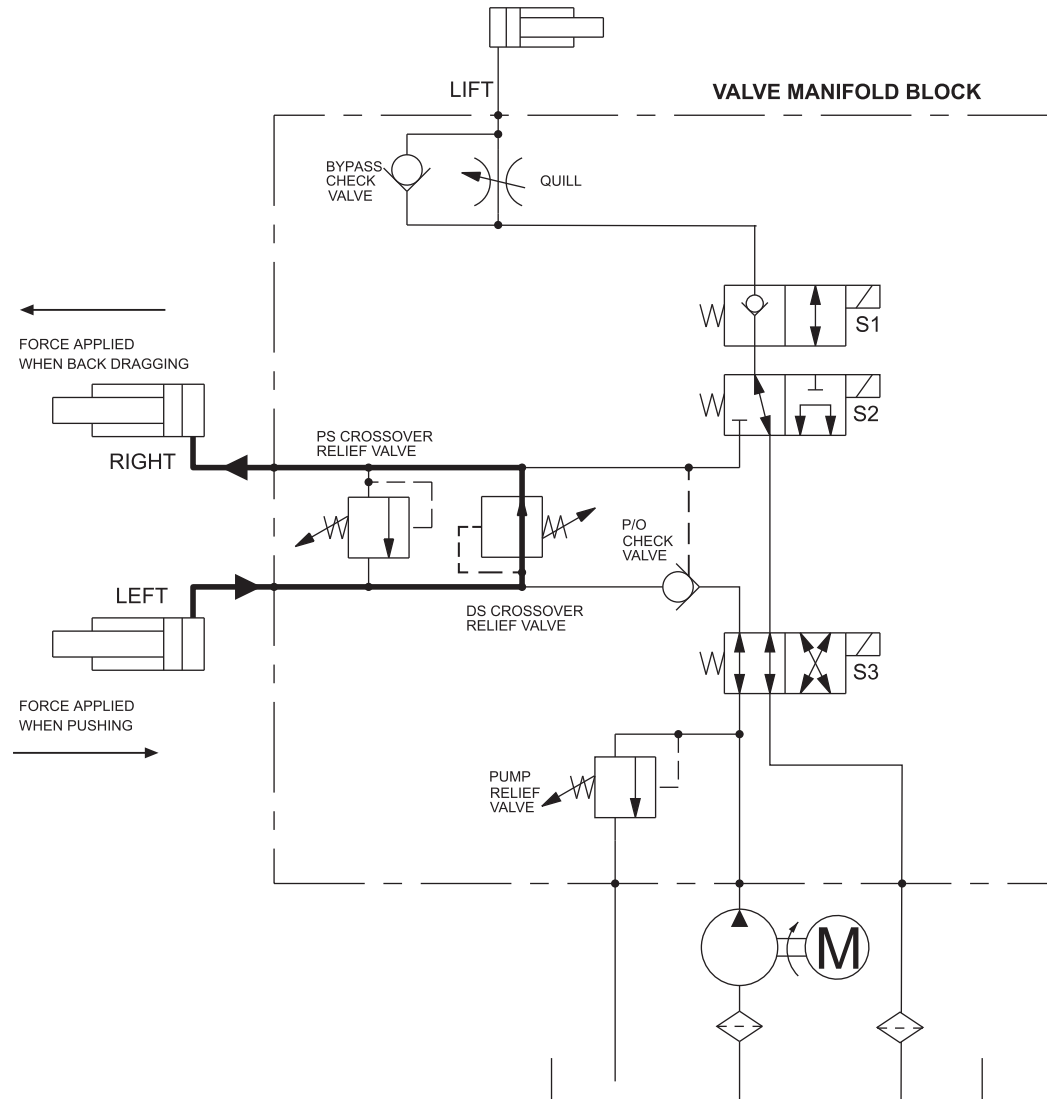 LIFT
VALVE MANIFOLD BLOCK
BYPASS
CHECK
VALVE
QUILL
S1
FORCE APPLIED
WHEN BACK DRAGGING
S2
PS CROSSOVER
RELIEF VALVE
RIGHT
P/O
CHECK
VALVE
LEFT
DS CROSSOVER
RELIEF VALVE
S3
FORCE APPLIED
WHEN PUSHING
PUMP
RELIEF
VALVE
M